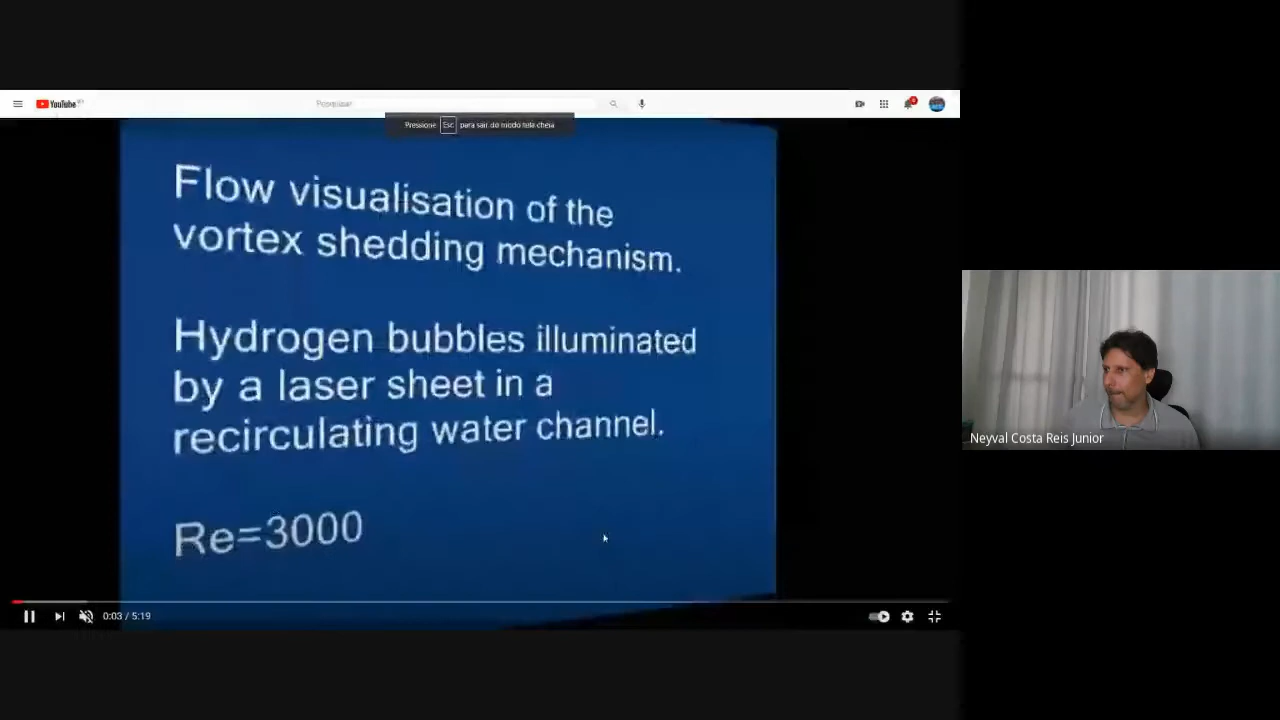 YouTube
Pesquisar
Pressione Esc para sair do modo tela cheia
Flow visualisation of the
vortex shedding mechanism.
Hydrogen bubbles illuminated
by a laser sheet in a
recirculating water channel.
Re=3000
0:03 / 5:19
Neyval Costa Reis Junior